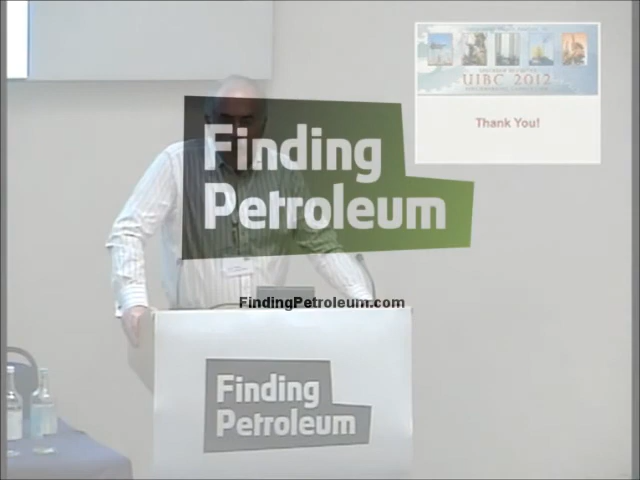 UIBC 2012
Thank You!
Finding
Petroleum
FindingPetroleum.com
Finding
Petroleum